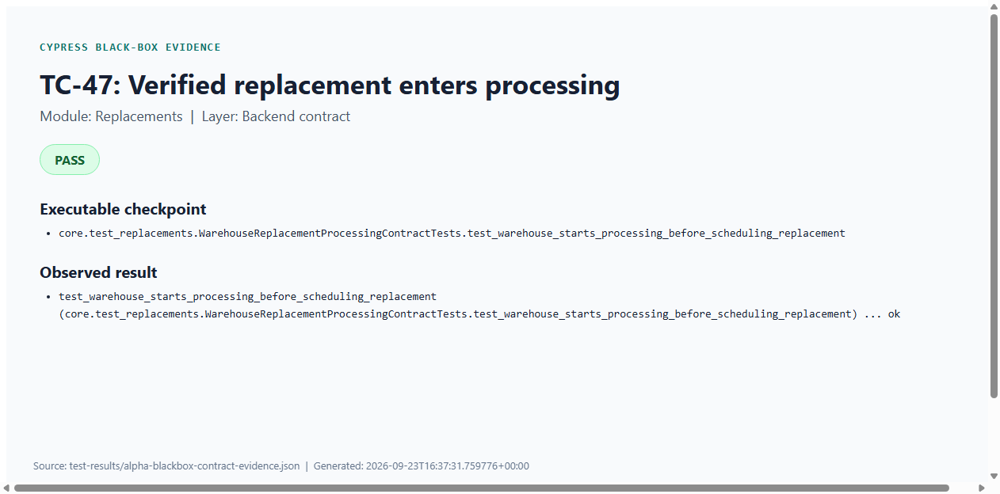 CYPRESS BLACK-BOX EVIDENCE
TC-47: Verified replacement enters processing
Module: Replacements | Layer: Backend contract
PASS
Executable checkpoint
• core.test_replacements.WarehouseReplacementProcessingContractTests.test_warehouse_starts_processing_before_scheduling_replacement
Observed result
• test_warehouse_starts_processing_before_scheduling_replacement
(core.test_replacements.WarehouseReplacementProcessingContractTests.test_warehouse_starts_processing_before_scheduling_replacement) ... ok
Source: test-results/alpha-blackbox-contract-evidence.json | Generated: 2026-09-23T16:37:31.759776+00:00